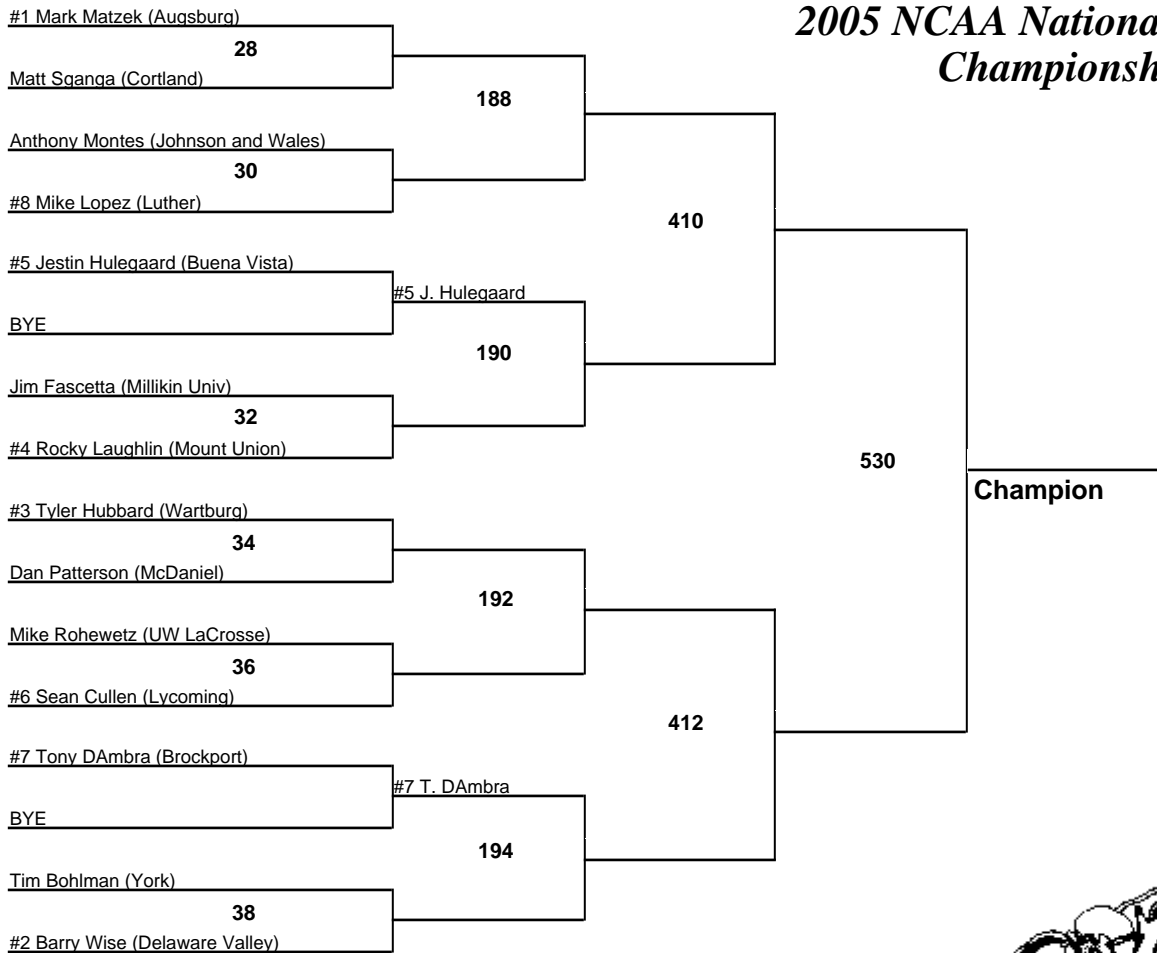 2005 NCAA Nationa
Championsh
#1 Mark Matzek (Augsburg)
28
Matt Sganga (Cortland)
188
Anthony Montes (Johnson and Wales)
30
#8 Mike Lopez (Luther)
410
#5 Jestin Hulegaard (Buena Vista)
#5 J. Hulegaard
BYE
190
Jim Fascetta (Millikin Univ)
32
#4 Rocky Laughlin (Mount Union)
530
Champion
#3 Tyler Hubbard (Wartburg)
34
Dan Patterson (McDaniel)
192
Mike Rohewetz (UW LaCrosse)
36
#6 Sean Cullen (Lycoming)
412
#7 Tony DAmbra (Brockport)
#7 T. DAmbra
BYE
194
Tim Bohlman (York)
38
#2 Barry Wise (Delaware Valley)